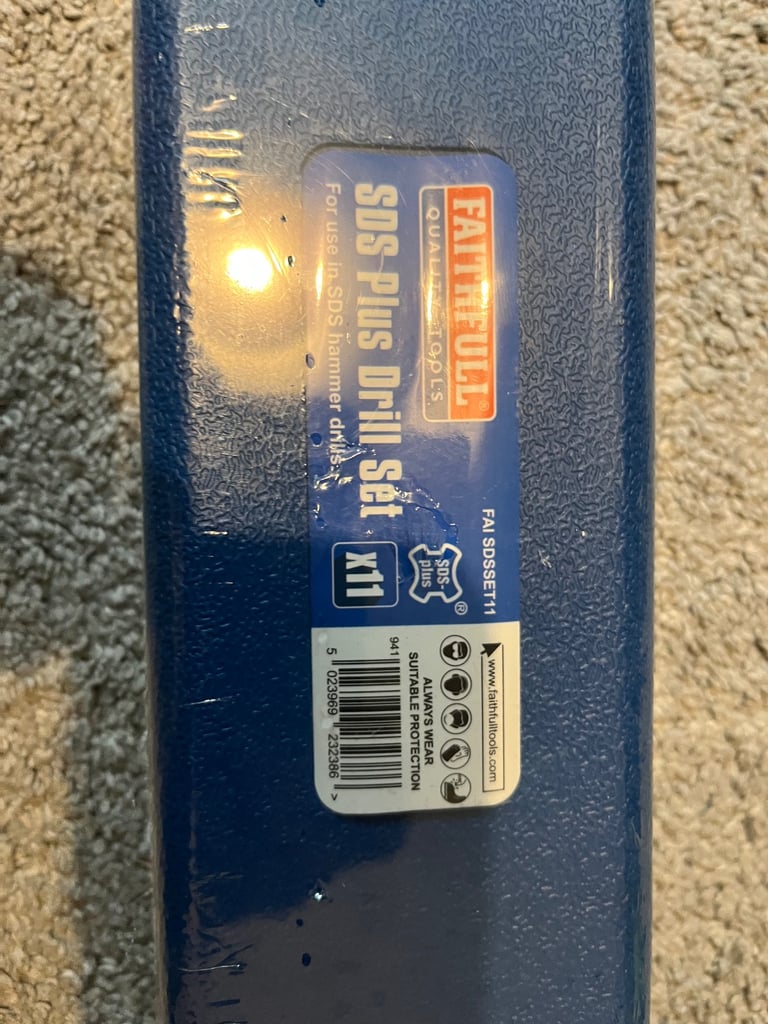 FAITHFULL®
QUALITY TOOLS
SDS Plus Drill Set
For use in SDS hammer drills.
FAI SDSSET11
SDS-
plus
®
X11
www.faithfulltools.com
ALWAYS WEAR
SUITABLE PROTECTION
941
5 023969 232386 >